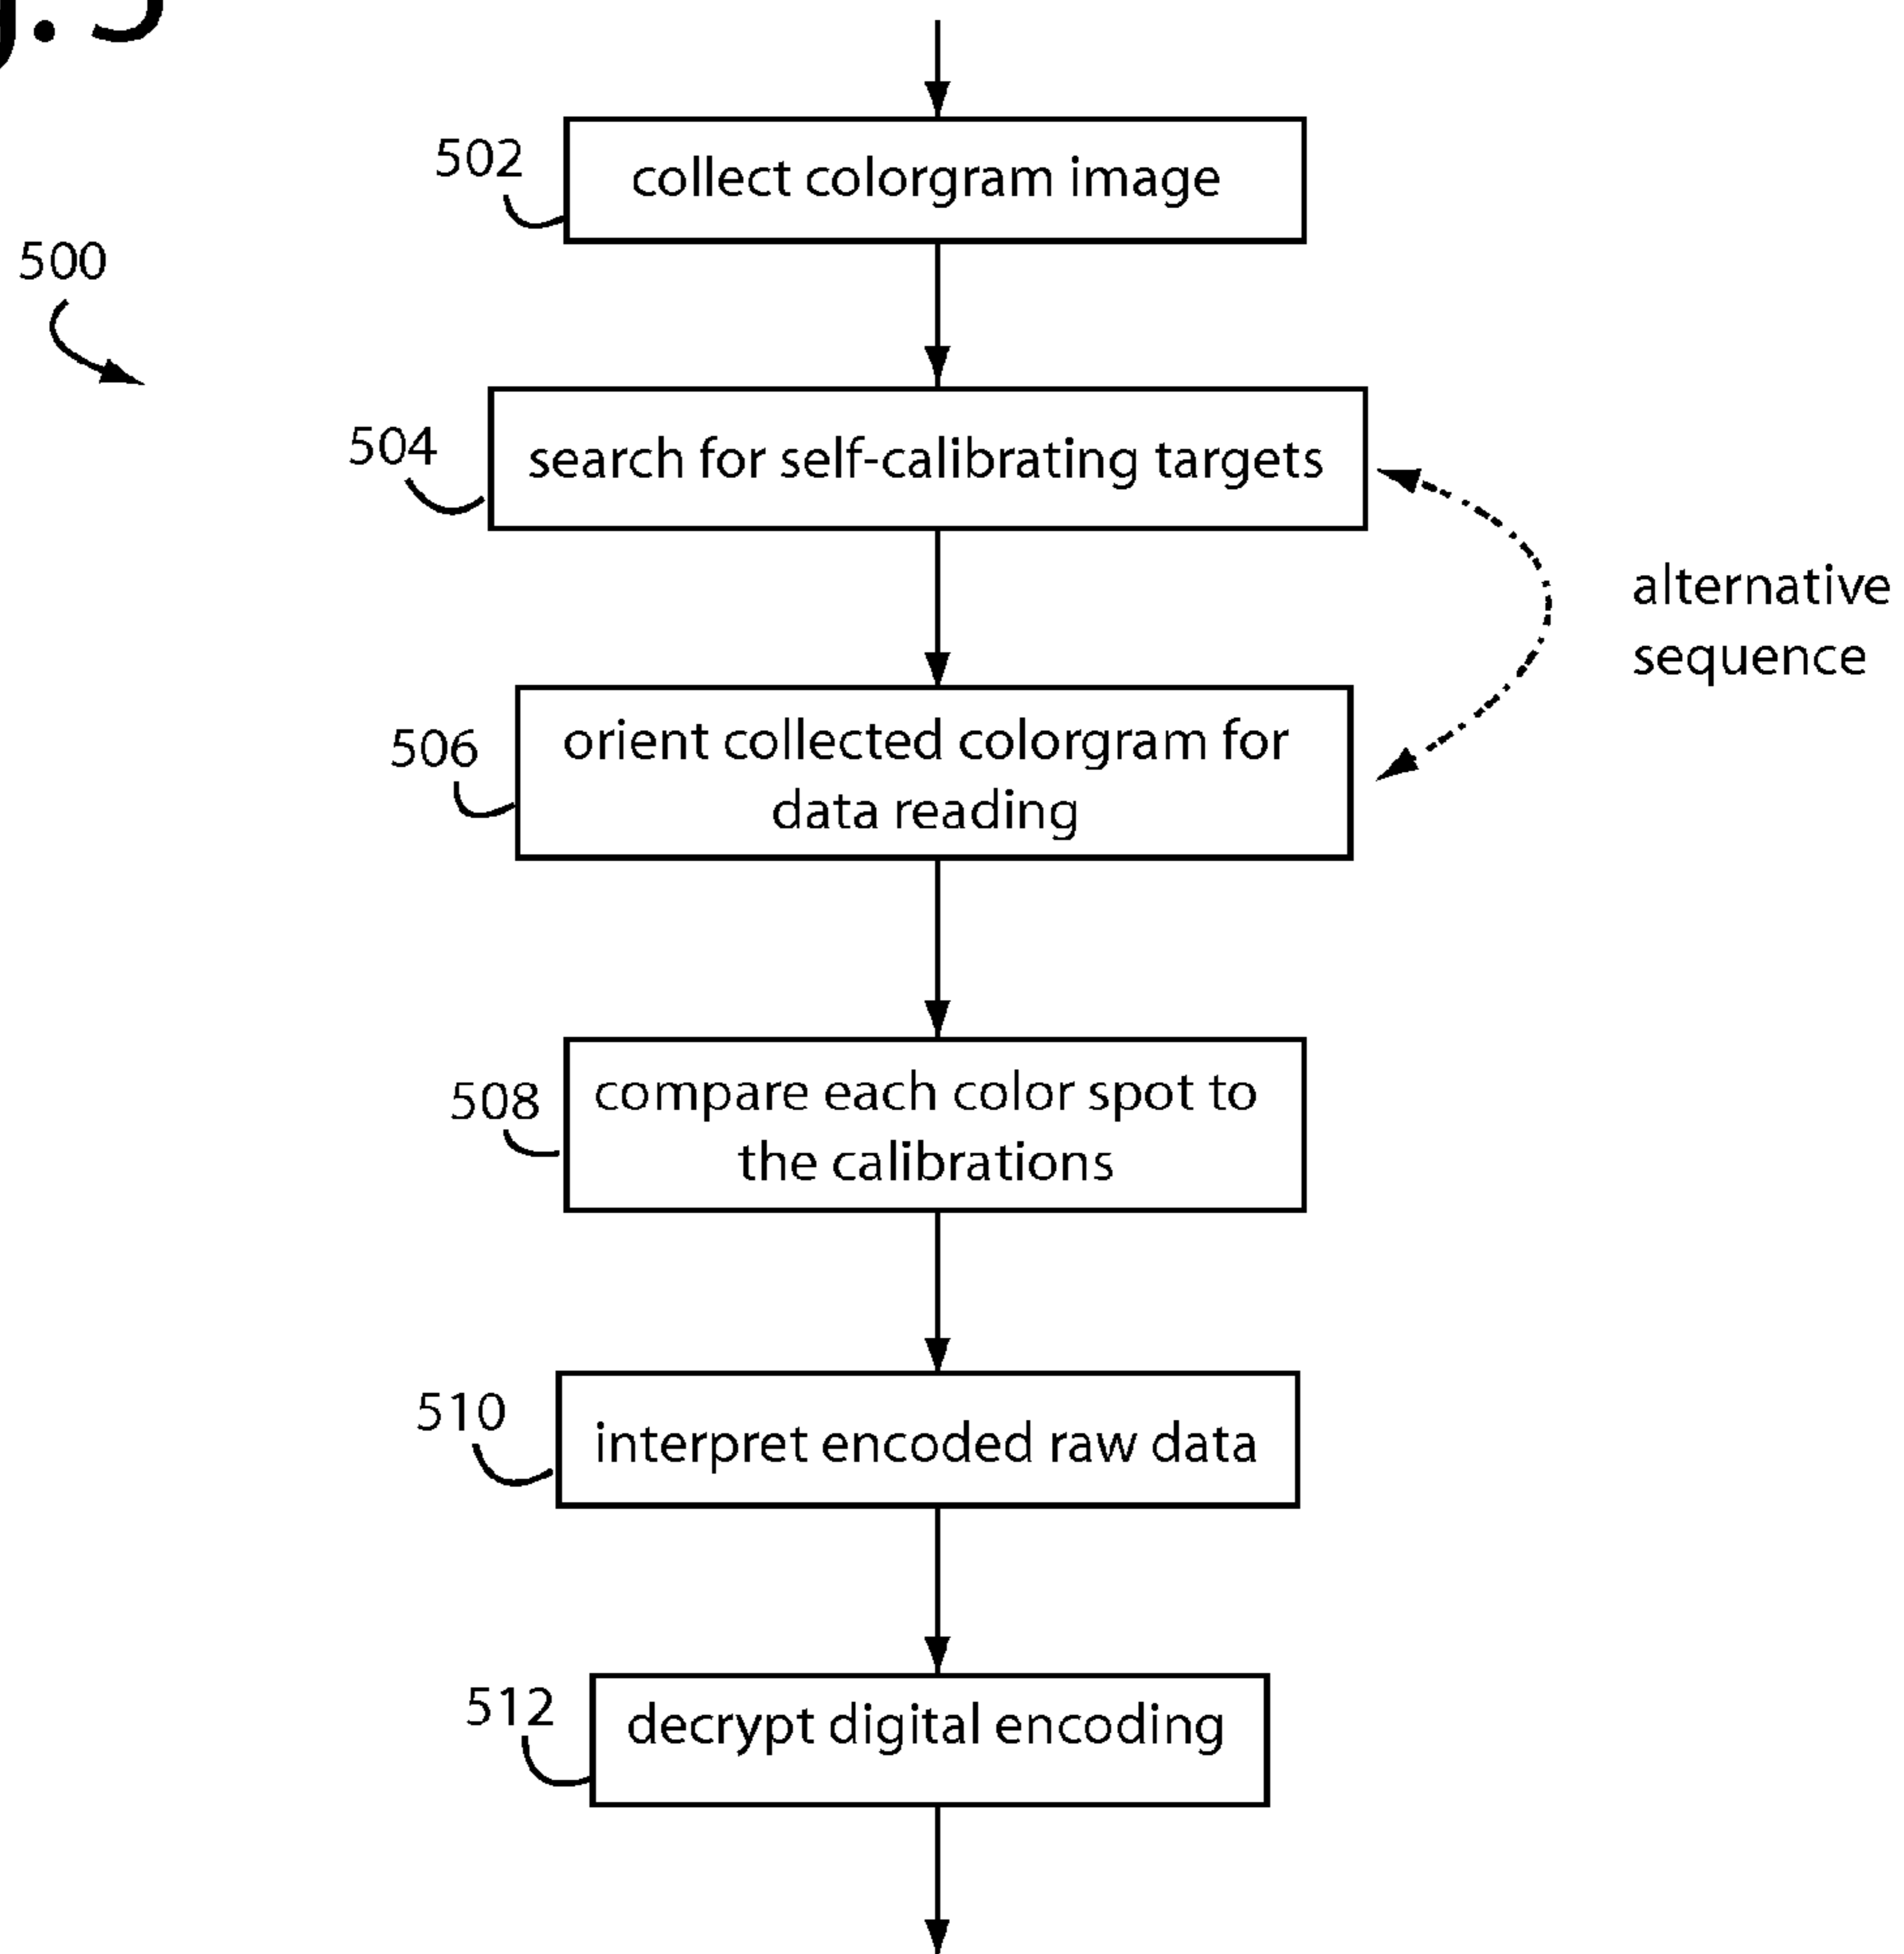 g. 5
502
collect colorgram image
500
504
search for self-calibrating targets
alternative
sequence
506
orient collected colorgram for
data reading
508
compare each color spot to
the calibrations
510
interpret encoded raw data
512
decrypt digital encoding